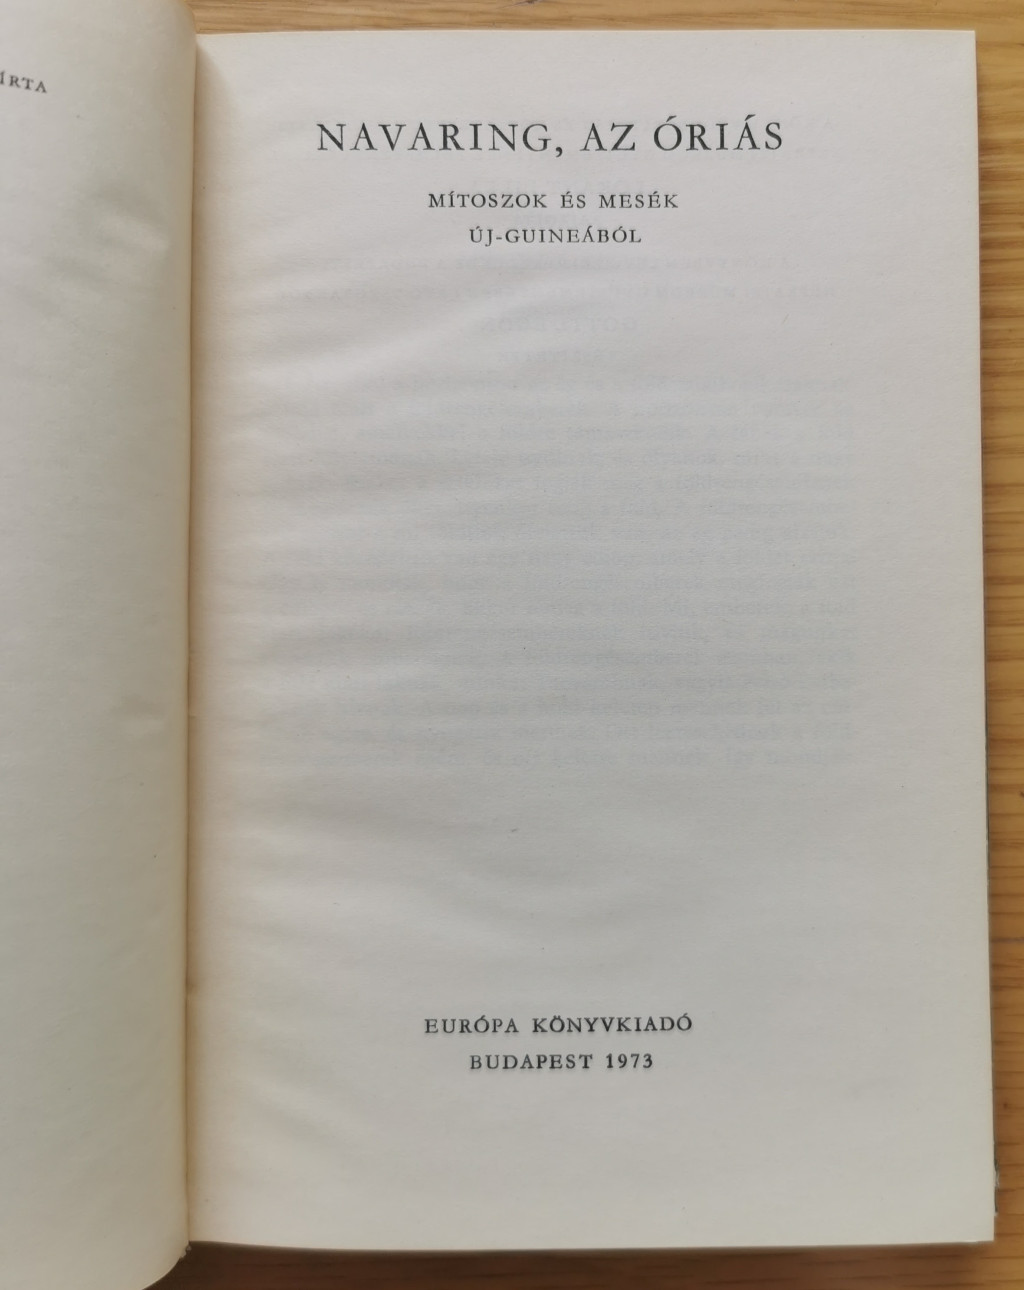 ÍRTA
NAVARING, AZ ÓRIÁS
MÍTOSZOK ÉS MESÉK
ÚJ-GUINEÁBÓL
EURÓPA KÖNYVKIADÓ
BUDAPEST 1973